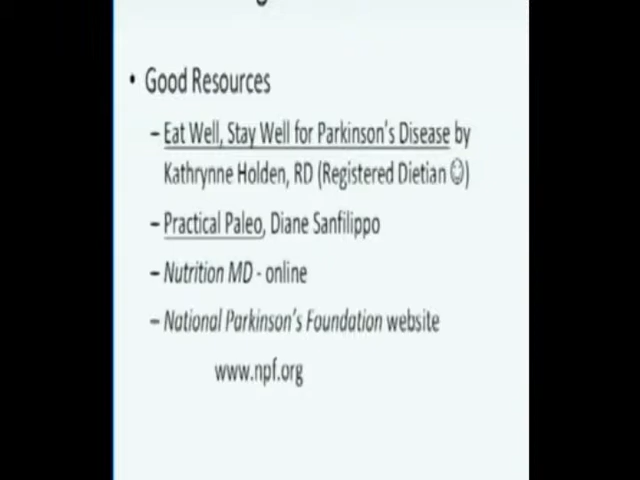 • Good Resources
– Eat Well, Stay Well for Parkinson's Disease by
Kathrynne Holden, RD (Registered Dietian ☺)
– Practical Paleo, Diane Sanfilippo
– Nutrition MD - online
– National Parkinson's Foundation website
www.npf.org